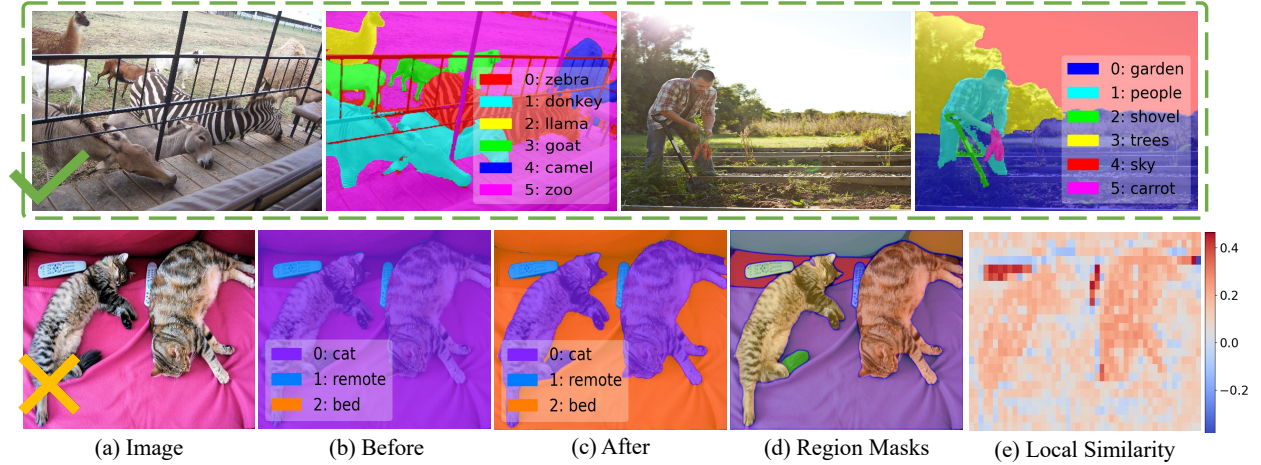 0: zebra
1: donkey
2: llama
3: goat
4: camel
5: zoo
0: garden
1: people
2: shovel
3: trees
4: sky
5: carrot
0: cat
1: remote
2: bed
0: cat
1: remote
2: bed
0.4
0.2
0.0
−0.2
(a) Image
(b) Before
(c) After
(d) Region Masks
(e) Local Similarity